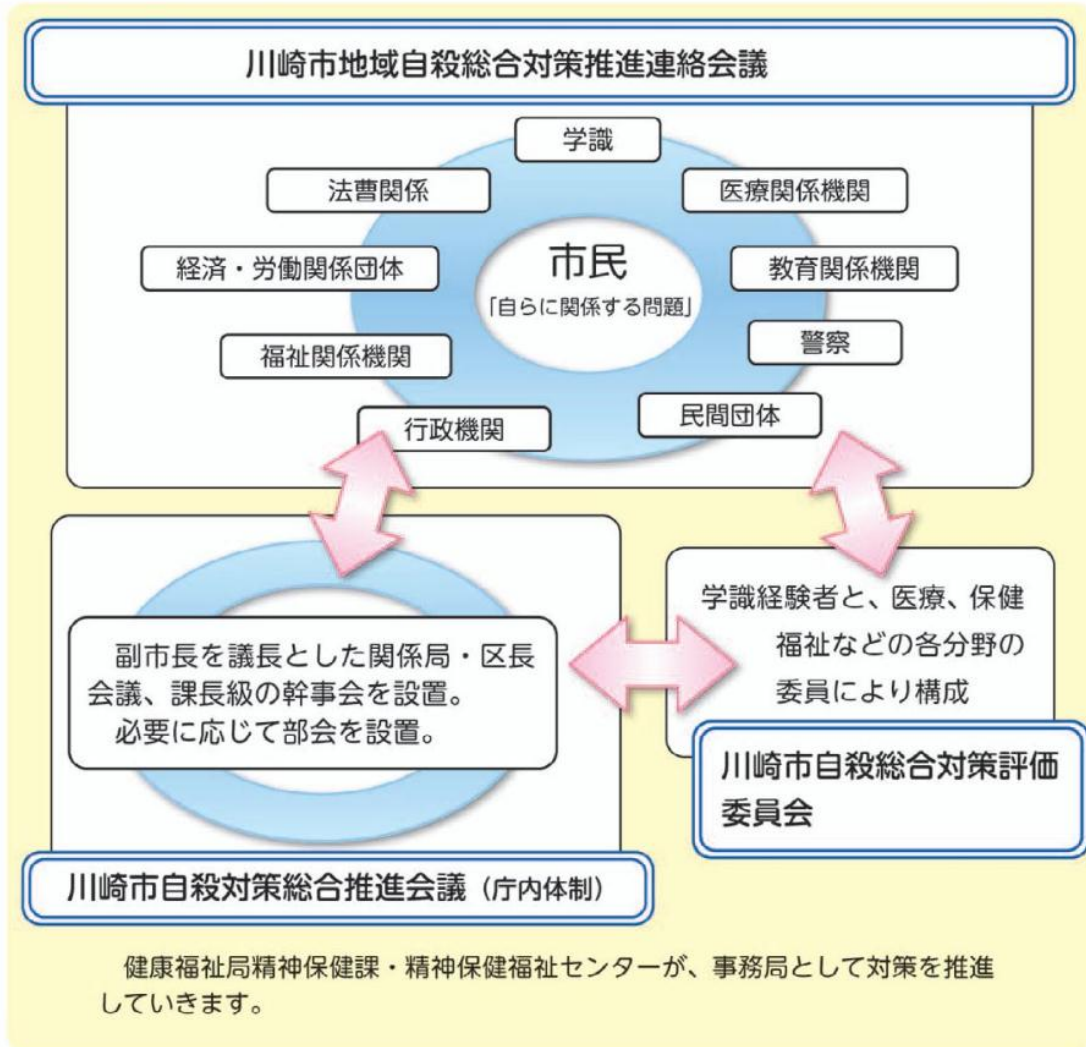 川崎市地域自殺総合対策推進連絡会議
学識
法曹関係
医療関係機関
経済・労働関係団体
市民
「自らに関係する問題」
教育関係機関
福祉関係機関
警察
行政機関
民間団体
副市長を議長とした関係局・区長
会議、課長級の幹事会を設置。
必要に応じて部会を設置。
川崎市自殺対策総合推進会議（庁内体制）
学識経験者と、医療、保健
福祉などの各分野の
委員により構成
川崎市自殺総合対策評価
委員会
健康福祉局精神保健課・精神保健福祉センターが、事務局として対策を推進
していきます。